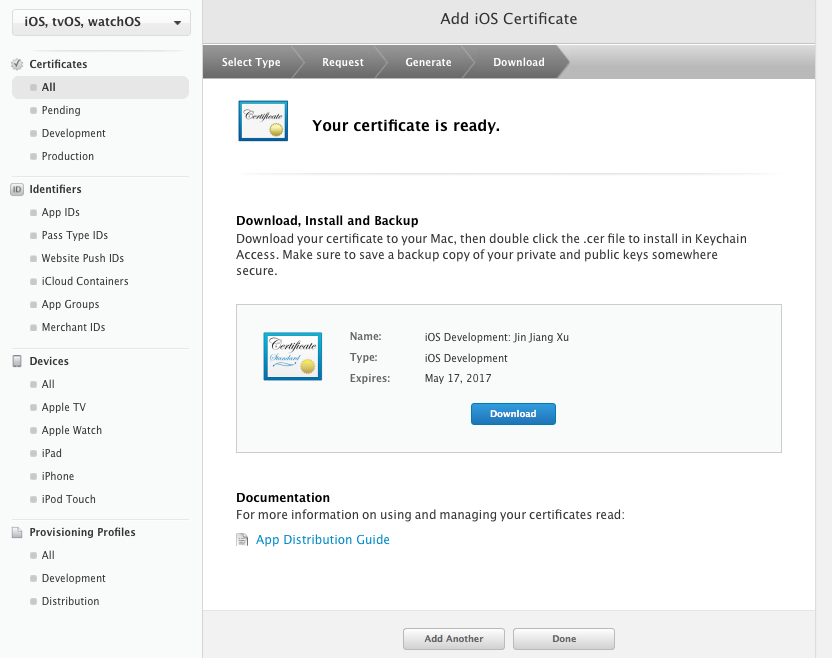 iOS, tvOS, watchOS
Certificates
All
Pending
Development
Production
ID
Identifiers
App IDs
Pass Type IDs
Website Push IDs
iCloud Containers
App Groups
Merchant IDs
Devices
All
Apple TV
Apple Watch
iPad
iPhone
iPod Touch
Provisioning Profiles
All
Development
Distribution
Add iOS Certificate
Select Type
Request
Generate
Download
Certificate
Your certificate is ready.
Download, Install and Backup
Download your certificate to your Mac, then double click the .cer file to install in Keychain
Access. Make sure to save a backup copy of your private and public keys somewhere
secure.
Certificate
Standard
Name: iOS Development: Jin Jiang Xu
Type: iOS Development
Expires: May 17, 2017
Download
Documentation
For more information on using and managing your certificates read:
App Distribution Guide
Add Another
Done